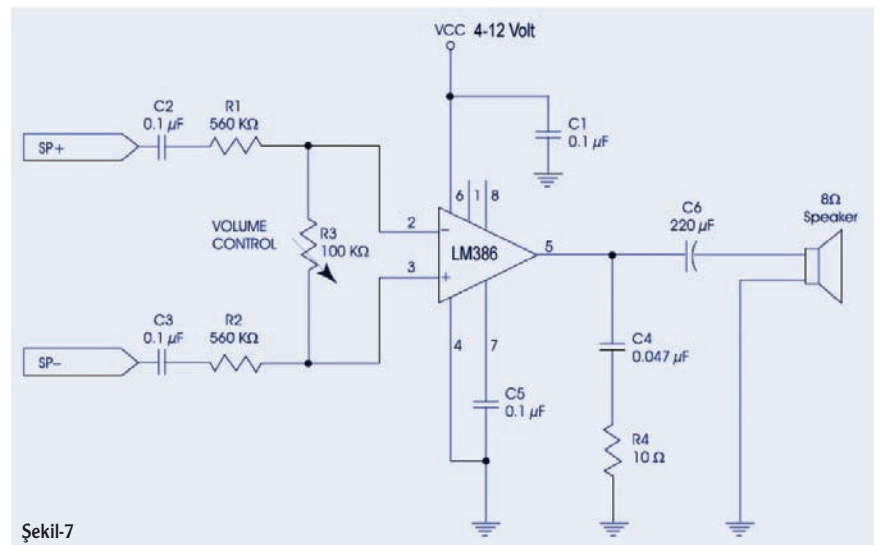 VCC 4-12 Volt
C2
0.1 µF
R1
560 KΩ
C1
0.1 µF
SP+
6
1
8
2
VOLUME
CONTROL
R3
100 KΩ
−
LM386
5
C6
220 µF
8Ω
Speaker
3
+
C3
0.1 µF
R2
560 KΩ
SP−
4
7
C4
0.047 µF
C5
0.1 µF
R4
10 Ω
Şekil-7